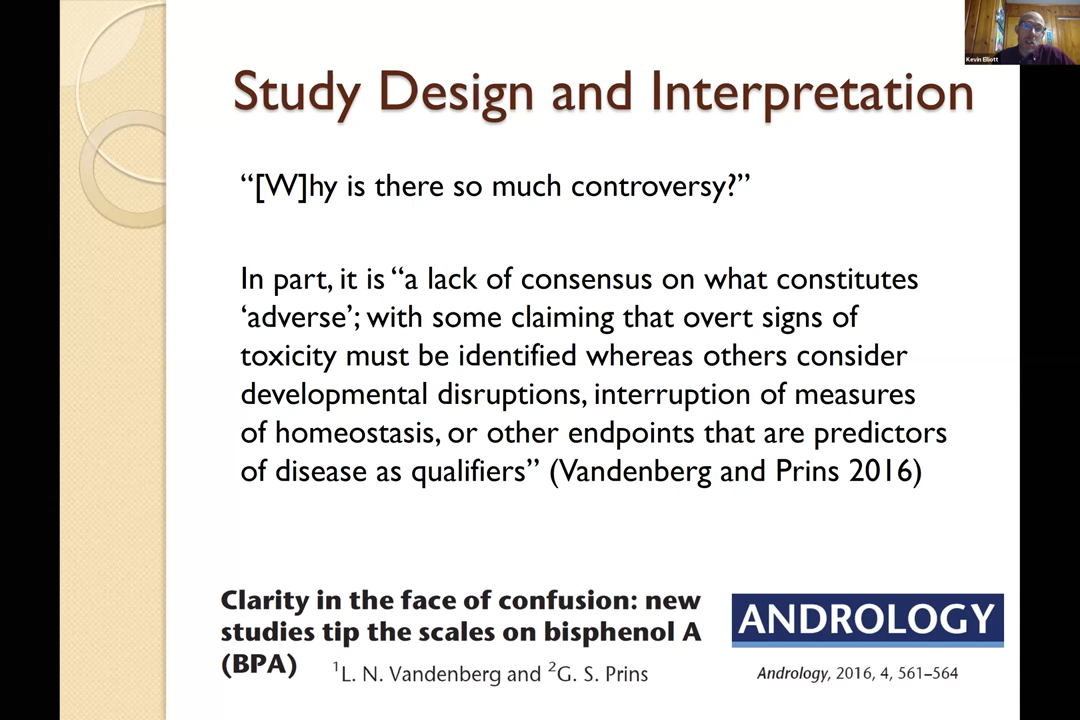 Kevin Elliott
Study Design and Interpretation
“[W]hy is there so much controversy?”
In part, it is “a lack of consensus on what constitutes
‘adverse’; with some claiming that overt signs of
toxicity must be identified whereas others consider
developmental disruptions, interruption of measures
of homeostasis, or other endpoints that are predictors
of disease as qualifiers” (Vandenberg and Prins 2016)
Clarity in the face of confusion: new
studies tip the scales on bisphenol A
(BPA) ¹L. N. Vandenberg and ²G. S. Prins
ANDROLOGY
Andrology, 2016, 4, 561–564